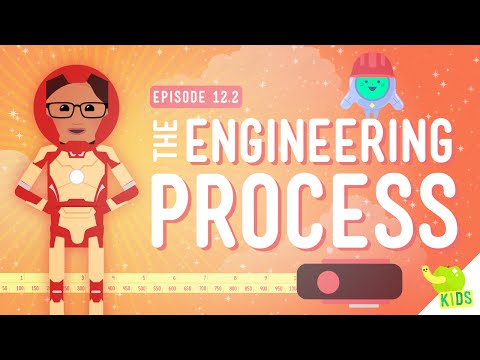 EPISODE 12.2
THE ENGINEERING
PROCESS
KIDS